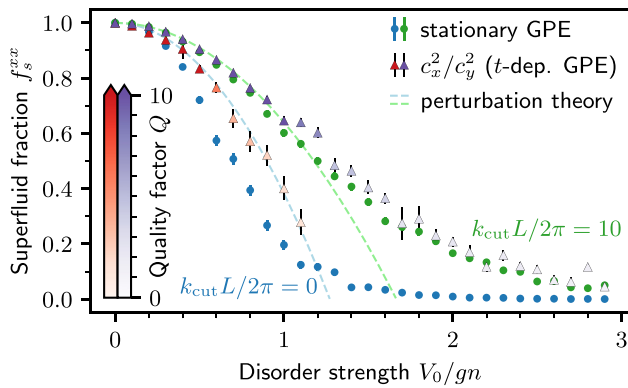 1.0
0.8
0.6
0.4
0.2
0.0
Superfluid fraction $f_s^{xx}$
stationary GPE
$c_x^2/c_y^2$ ($t$-dep. GPE)
perturbation theory
10
0
Quality factor $Q$
$k_{\mathrm{cut}}L/2\pi = 10$
$k_{\mathrm{cut}}L/2\pi = 0$
0 1 2 3
Disorder strength $V_0/gn$